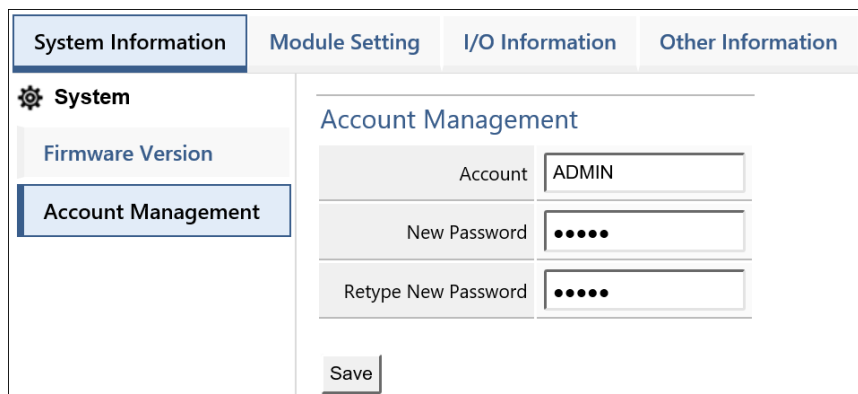 System Information Module Setting I/O Information Other Information
System
Firmware Version
Account Management
Account Management
Account ADMIN
New Password •••••
Retype New Password •••••
Save